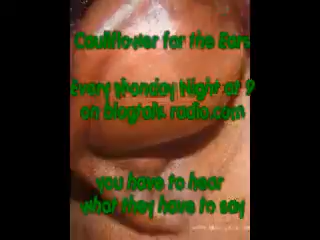 Cauliflower for the Ears
Every Monday Night at 9
on blogtalk radio.com
you have to hear
what they have to say